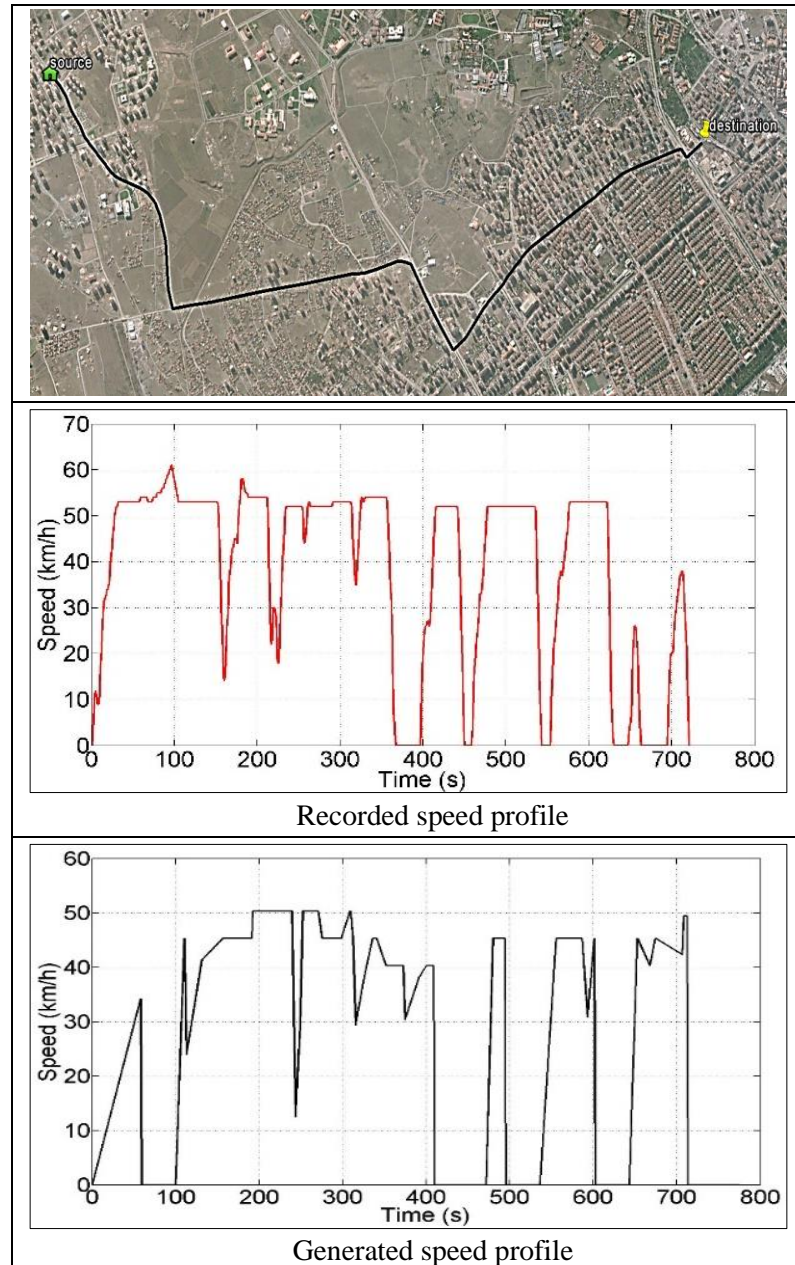 source
destination
70
60
50
40
30
20
10
0
Speed (km/h)
0 100 200 300 400 500 600 700 800
Time (s)
Recorded speed profile
60
50
40
30
20
10
0
Speed (km/h)
0 100 200 300 400 500 600 700 800
Time (s)
Generated speed profile